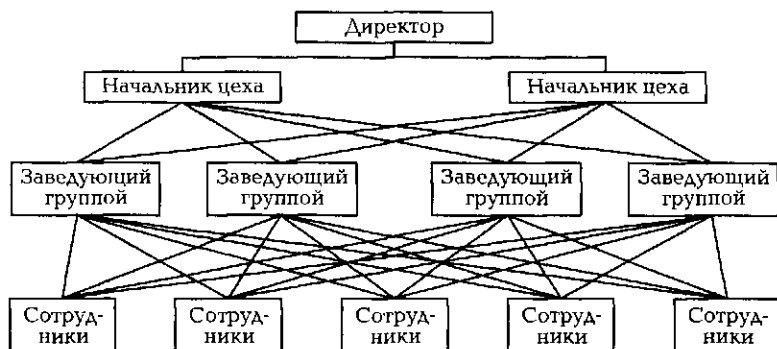 Директор
Начальник цеха
Начальник цеха
Заведующий
группой
Заведующий
группой
Заведующий
группой
Заведующий
группой
Сотруд-
ники
Сотруд-
ники
Сотруд-
ники
Сотруд-
ники
Сотруд-
ники